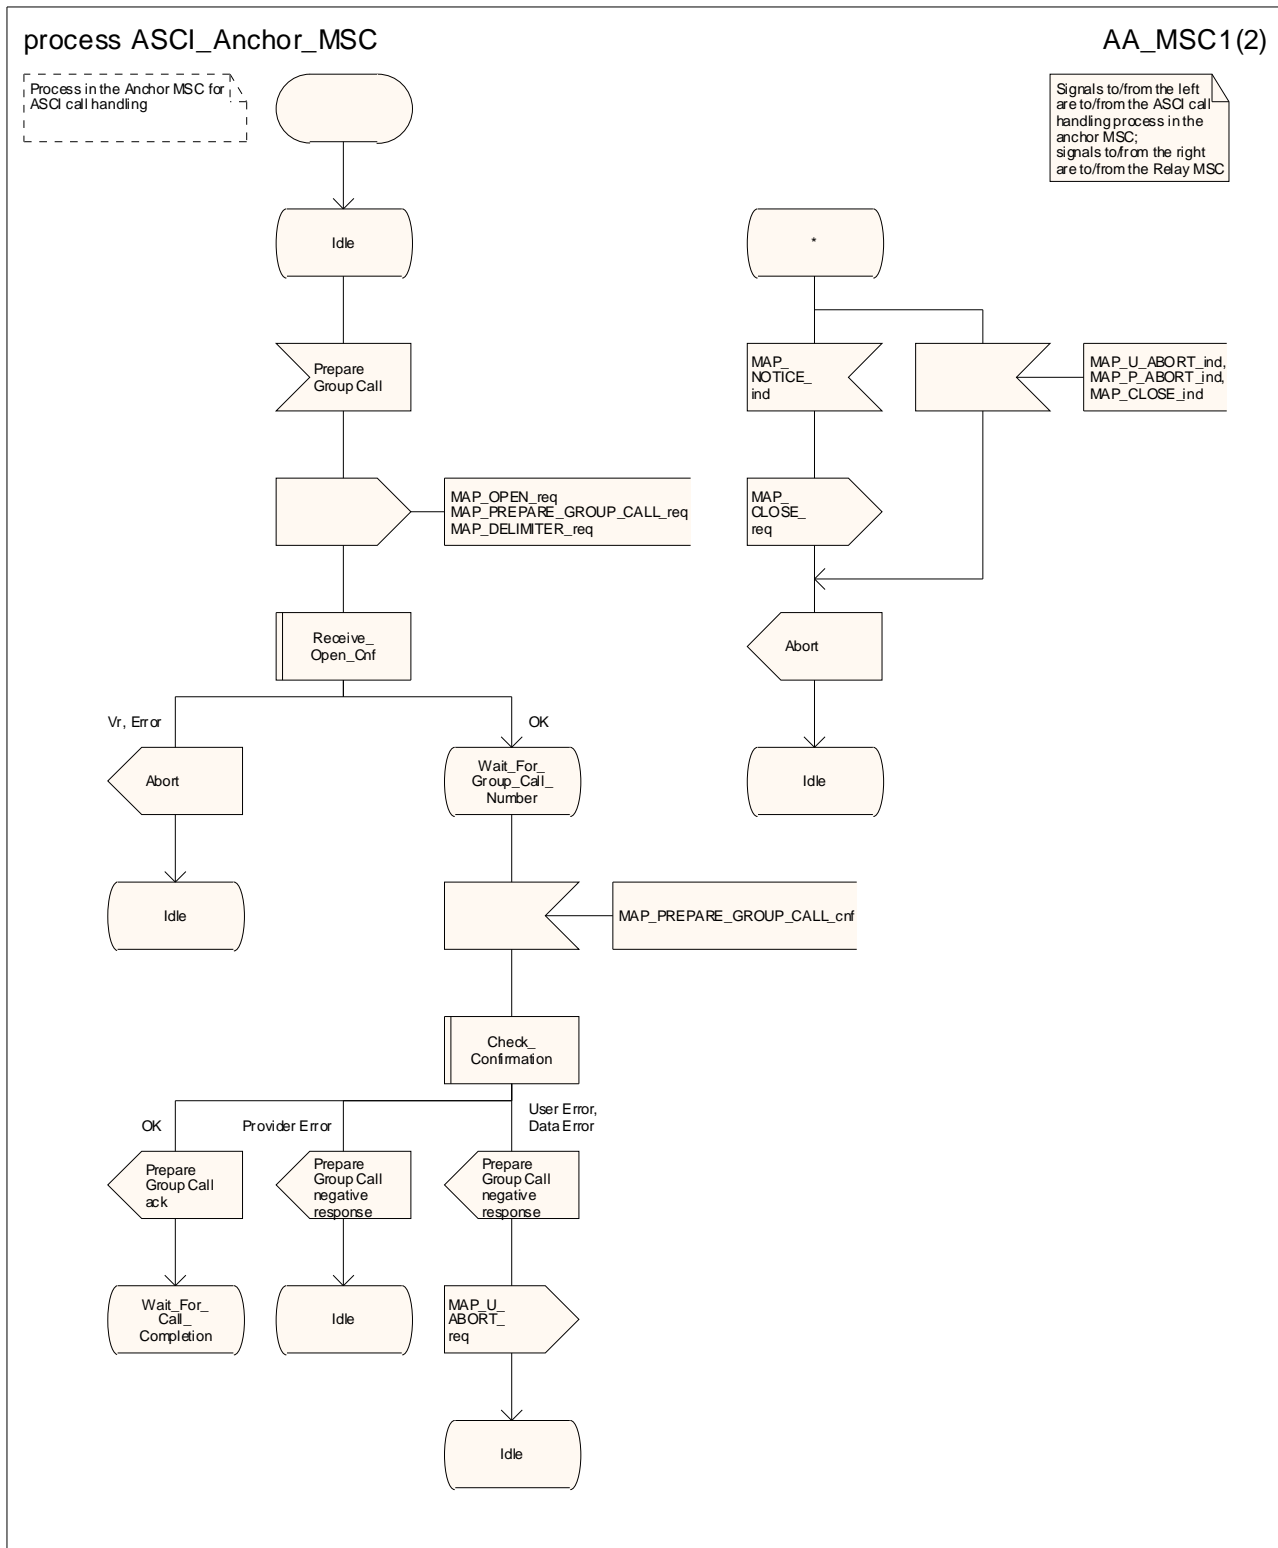 process ASCI_Anchor_MSC
AA_MSC1(2)
Process in the Anchor MSC for
ASCI call handling
Signals to/from the left
are to/from the ASCI call
handling process in the
anchor MSC;
signals to/from the right
are to/from the Relay MSC
Idle
*
Prepare
Group Call
MAP_
NOTICE_
ind
MAP_U_ABORT_ind,
MAP_P_ABORT_ind,
MAP_CLOSE_ind
MAP_OPEN_req
MAP_PREPARE_GROUP_CALL_req
MAP_DELIMITER_req
MAP_
CLOSE_
req
Receive_
Open_Cnf
Abort
Vr, Error
OK
Abort
Wait_For_
Group_Call_
Number
Idle
Idle
MAP_PREPARE_GROUP_CALL_cnf
Check_
Confirmation
OK
Provider Error
User Error,
Data Error
Prepare
Group Call
ack
Prepare
Group Call
negative
response
Prepare
Group Call
negative
response
Wait_For_
Call_
Completion
Idle
MAP_U_
ABORT_
req
Idle